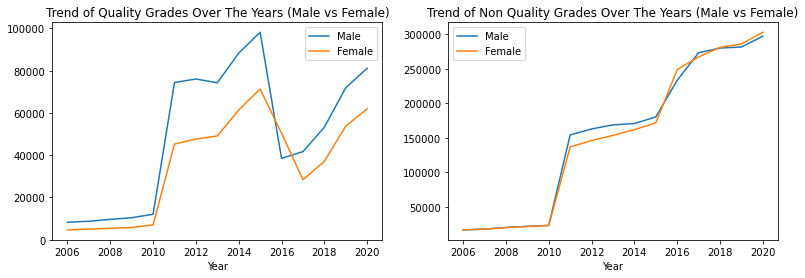 Trend of Quality Grades Over The Years (Male vs Female)
100000
80000
60000
40000
20000
0
Male
Female
2006 2008 2010 2012 2014 2016 2018 2020
Year
Trend of Non Quality Grades Over The Years (Male vs Female)
300000
250000
200000
150000
100000
50000
Male
Female
2006 2008 2010 2012 2014 2016 2018 2020
Year